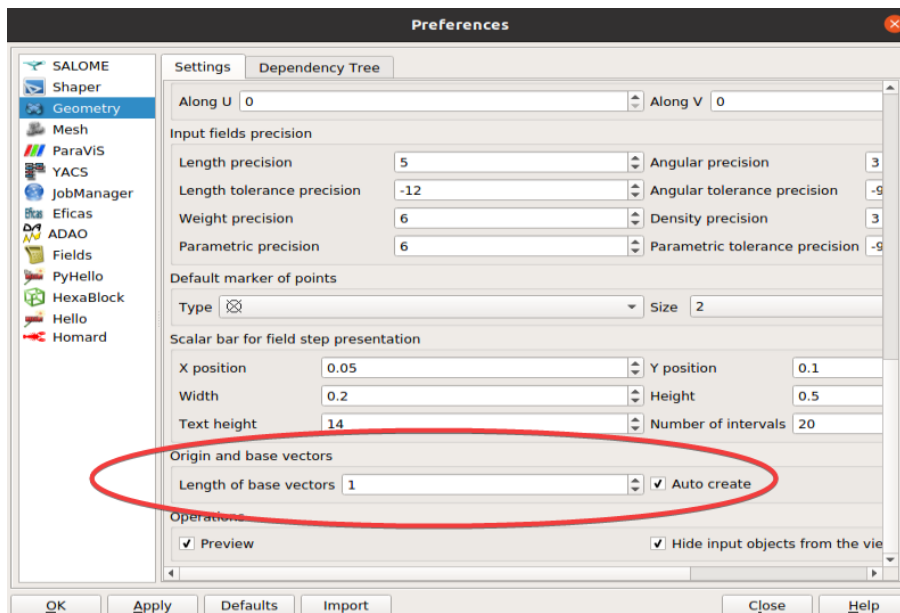 Preferences
SALOME
Shaper
Geometry
Mesh
ParaViS
YACS
JobManager
Eficas
ADAO
Fields
PyHello
HexaBlock
Hello
Homard
Settings Dependency Tree
Along U 0 Along V 0
Input fields precision
Length precision 5 Angular precision 3
Length tolerance precision -12 Angular tolerance precision -9
Weight precision 6 Density precision 3
Parametric precision 6 Parametric tolerance precision -9
Default marker of points
Type Size 2
Scalar bar for field step presentation
X position 0.05 Y position 0.1
Width 0.2 Height 0.5
Text height 14 Number of intervals 20
Origin and base vectors
Length of base vectors 1 Auto create
Operations
Preview Hide input objects from the vie
OK Apply Defaults Import Close Help